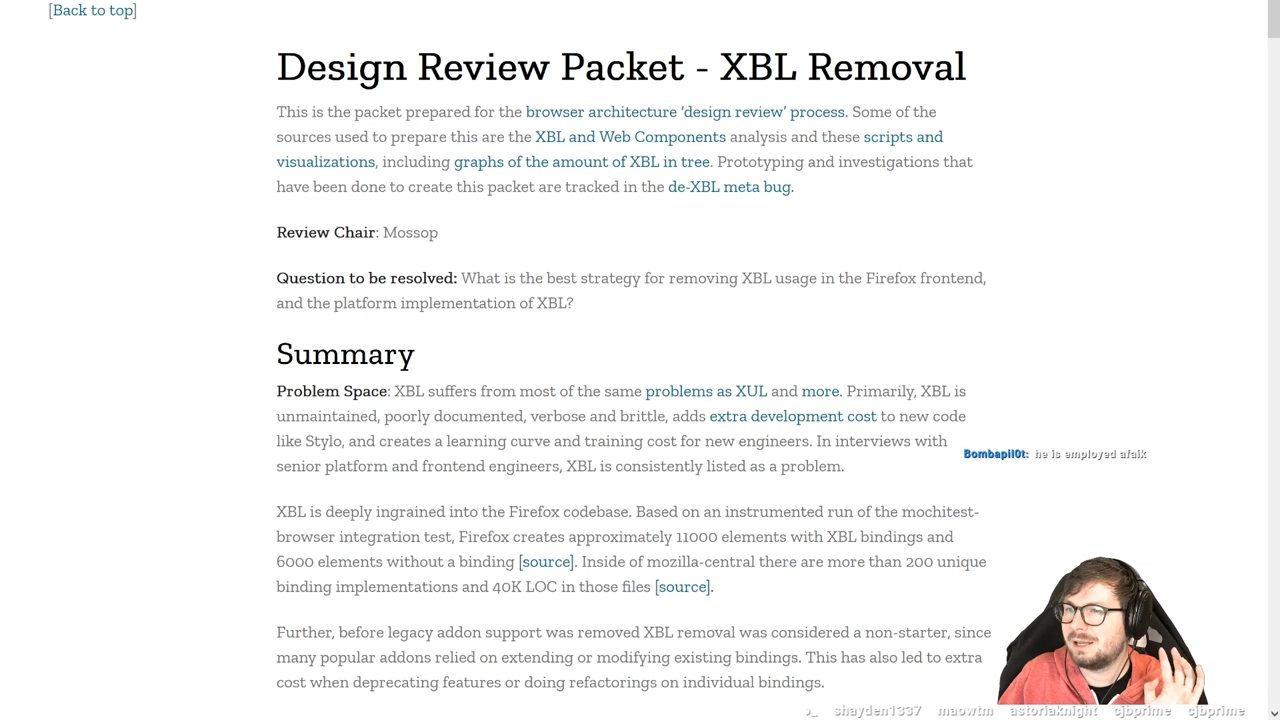 [Back to top]
Design Review Packet - XBL Removal
This is the packet prepared for the browser architecture ‘design review’ process. Some of the
sources used to prepare this are the XBL and Web Components analysis and these scripts and
visualizations, including graphs of the amount of XBL in tree. Prototyping and investigations that
have been done to create this packet are tracked in the de-XBL meta bug.
Review Chair: Mossop
Question to be resolved: What is the best strategy for removing XBL usage in the Firefox frontend,
and the platform implementation of XBL?
Summary
Problem Space: XBL suffers from most of the same problems as XUL and more. Primarily, XBL is
unmaintained, poorly documented, verbose and brittle, adds extra development cost to new code
like Stylo, and creates a learning curve and training cost for new engineers. In interviews with
senior platform and frontend engineers, XBL is consistently listed as a problem.
Bombapil0t: he is employed afaik
XBL is deeply ingrained into the Firefox codebase. Based on an instrumented run of the mochitest-
browser integration test, Firefox creates approximately 11000 elements with XBL bindings and
6000 elements without a binding [source]. Inside of mozilla-central there are more than 200 unique
binding implementations and 40K LOC in those files [source].
Further, before legacy addon support was removed XBL removal was considered a non-starter, since
many popular addons relied on extending or modifying existing bindings. This has also led to extra
cost when deprecating features or doing refactorings on individual bindings.
shayden1337 maowtm astoriaknight cjbprime cjbprime